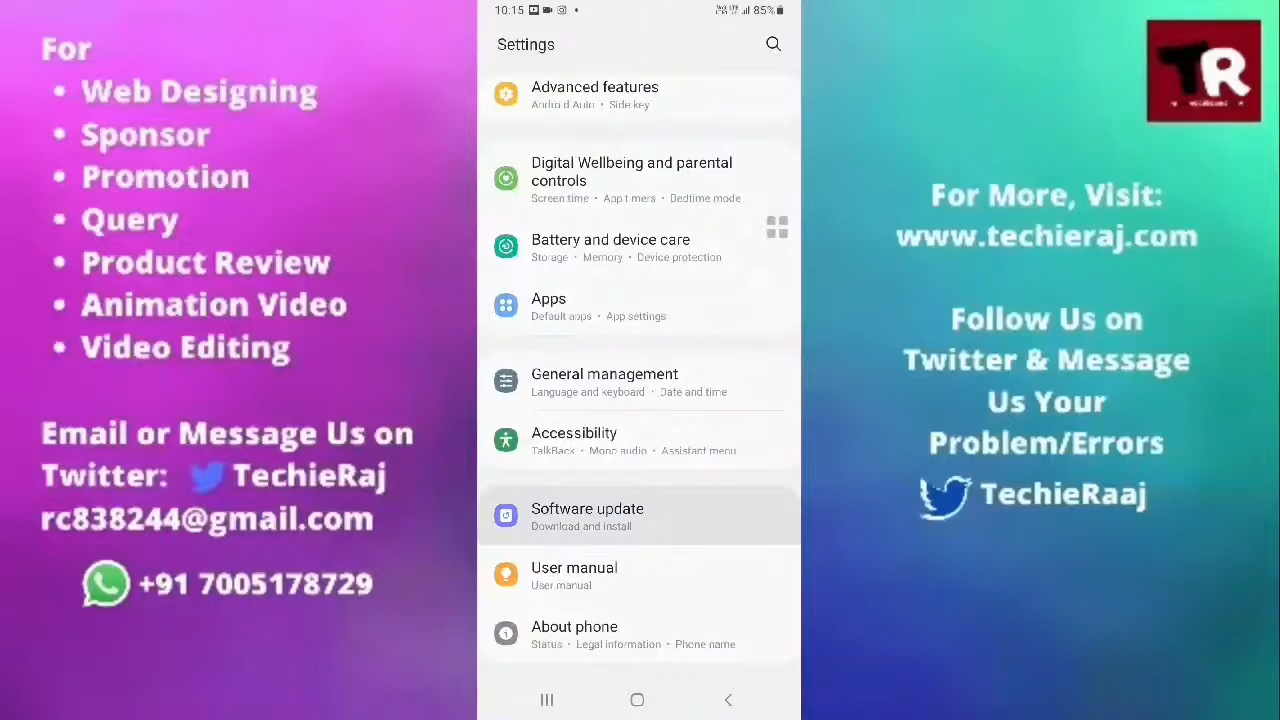 For
• Web Designing
• Sponsor
• Promotion
• Query
• Product Review
• Animation Video
• Video Editing
Email or Message Us on
Twitter: TechieRaj
rc838244@gmail.com
+91 7005178729
10:15
85%
Settings
Advanced features
Android Auto • Side key
Digital Wellbeing and parental
controls
Screen time • App timers • Bedtime mode
Battery and device care
Storage • Memory • Device protection
Apps
Default apps • App settings
General management
Language and keyboard • Date and time
Accessibility
TalkBack • Mono audio • Assistant menu
Software update
Download and install
User manual
User manual
About phone
Status • Legal information • Phone name
TR
For More, Visit:
www.techieraj.com
Follow Us on
Twitter & Message
Us Your
Problem/Errors
TechieRaaj